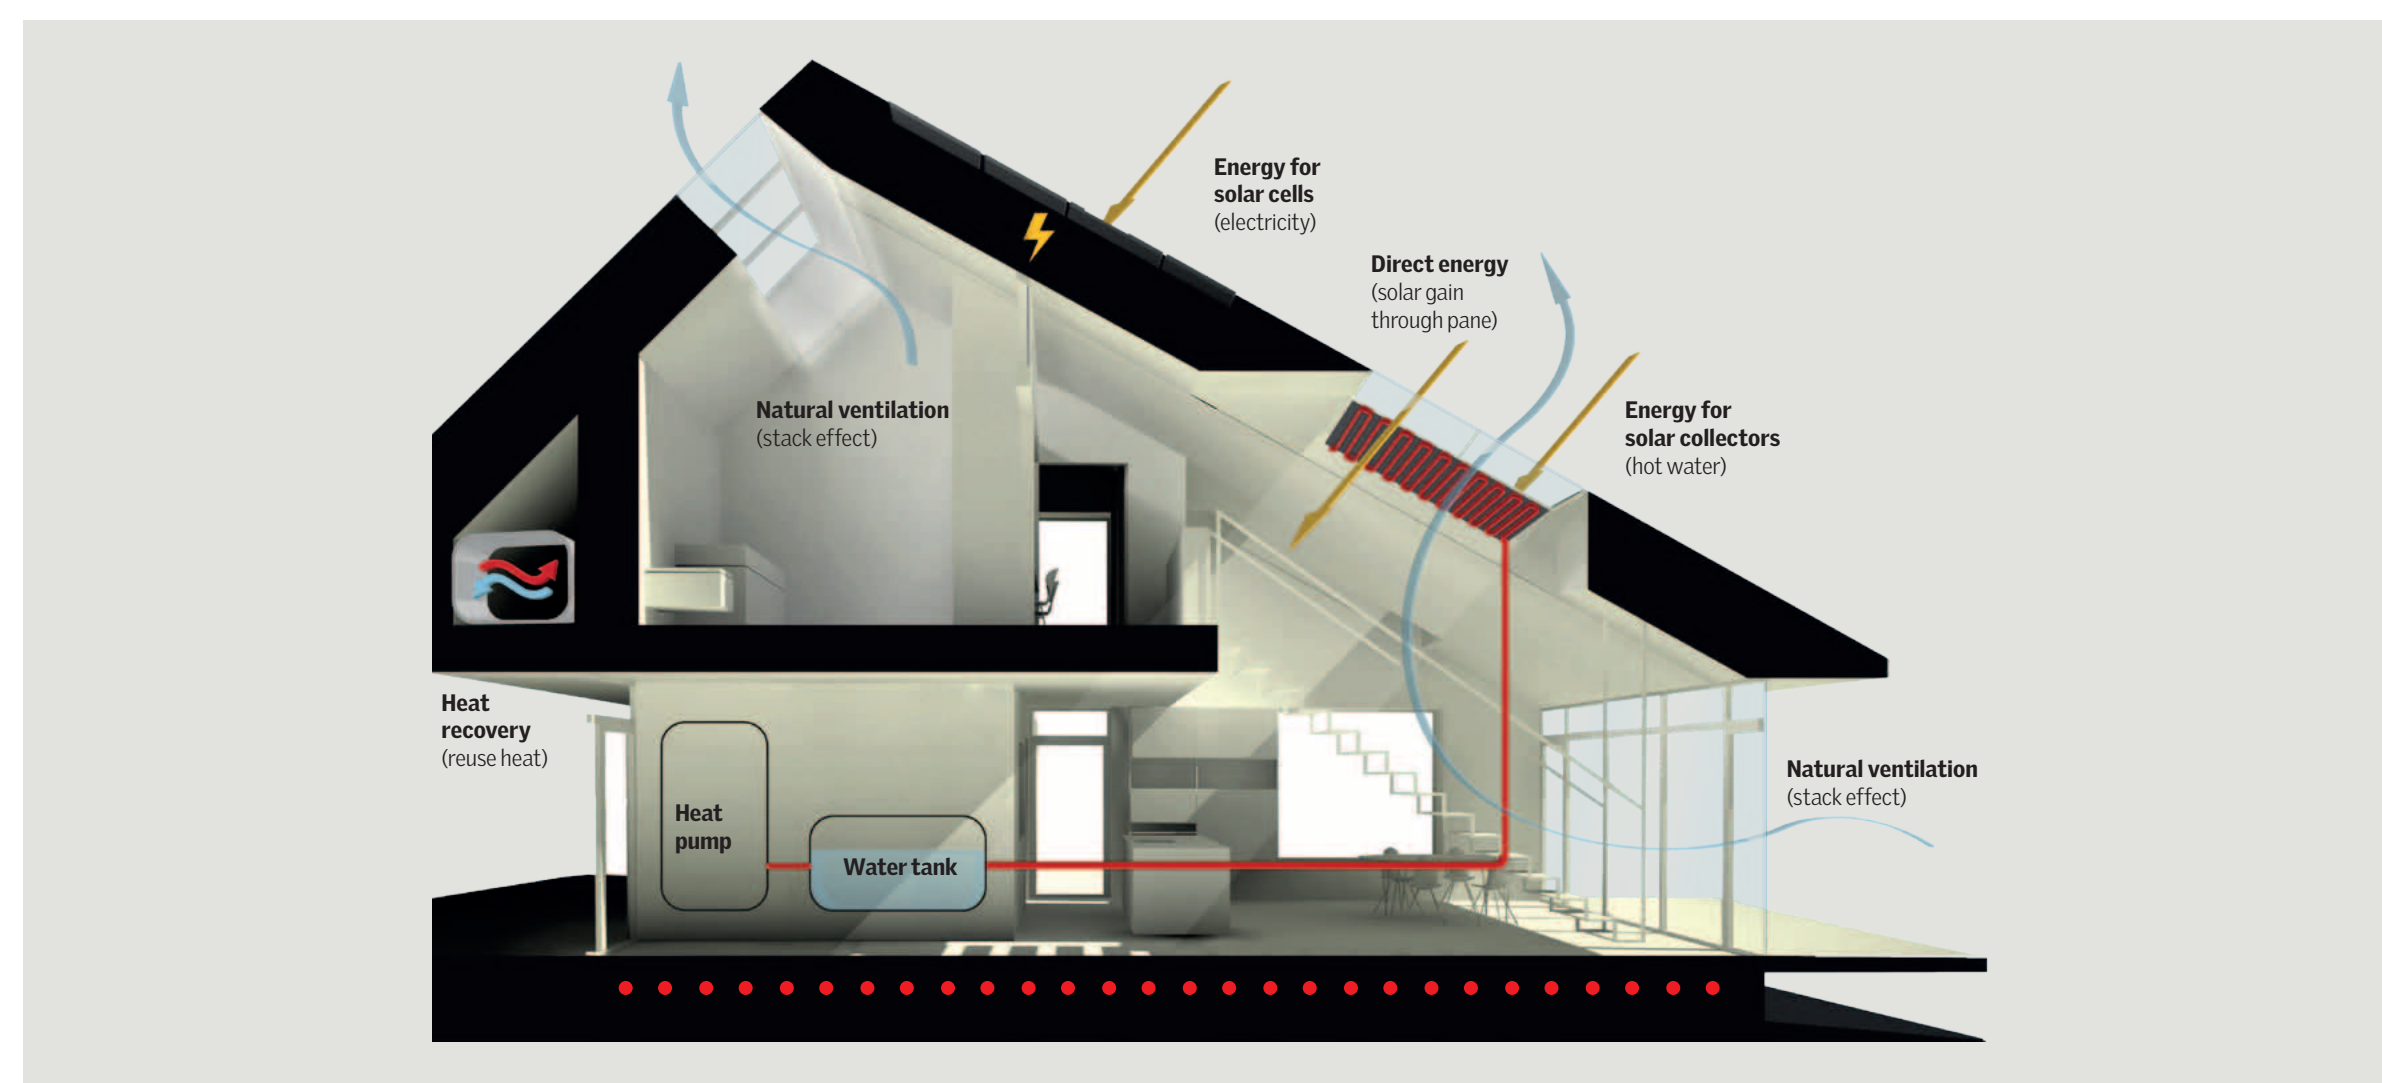 Energy for
solar cells
(electricity)
Direct energy
(solar gain
through pane)
Natural ventilation
(stack effect)
Energy for
solar collectors
(hot water)
Heat
recovery
(reuse heat)
Heat
pump
Water tank
Natural ventilation
(stack effect)